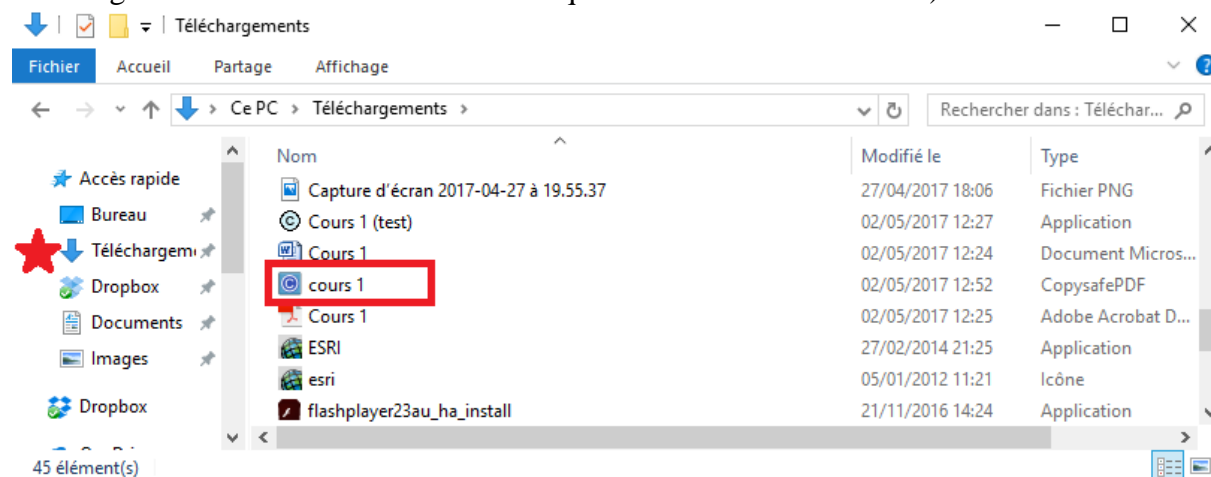 Téléchargements
Fichier Accueil Partage Affichage
Ce PC > Téléchargements >
Rechercher dans : Téléchar...
Nom Modifié le Type
Accès rapide
Bureau
Téléchargem
Dropbox
Documents
Images
Dropbox
Capture d'écran 2017-04-27 à 19.55.37 27/04/2017 18:06 Fichier PNG
Cours 1 (test) 02/05/2017 12:27 Application
Cours 1 02/05/2017 12:24 Document Micros...
cours 1 02/05/2017 12:52 CopysafePDF
Cours 1 02/05/2017 12:25 Adobe Acrobat D...
ESRI 27/02/2014 21:25 Application
esri 05/01/2012 11:21 Icône
flashplayer23au_ha_install 21/11/2016 14:24 Application
45 élément(s)